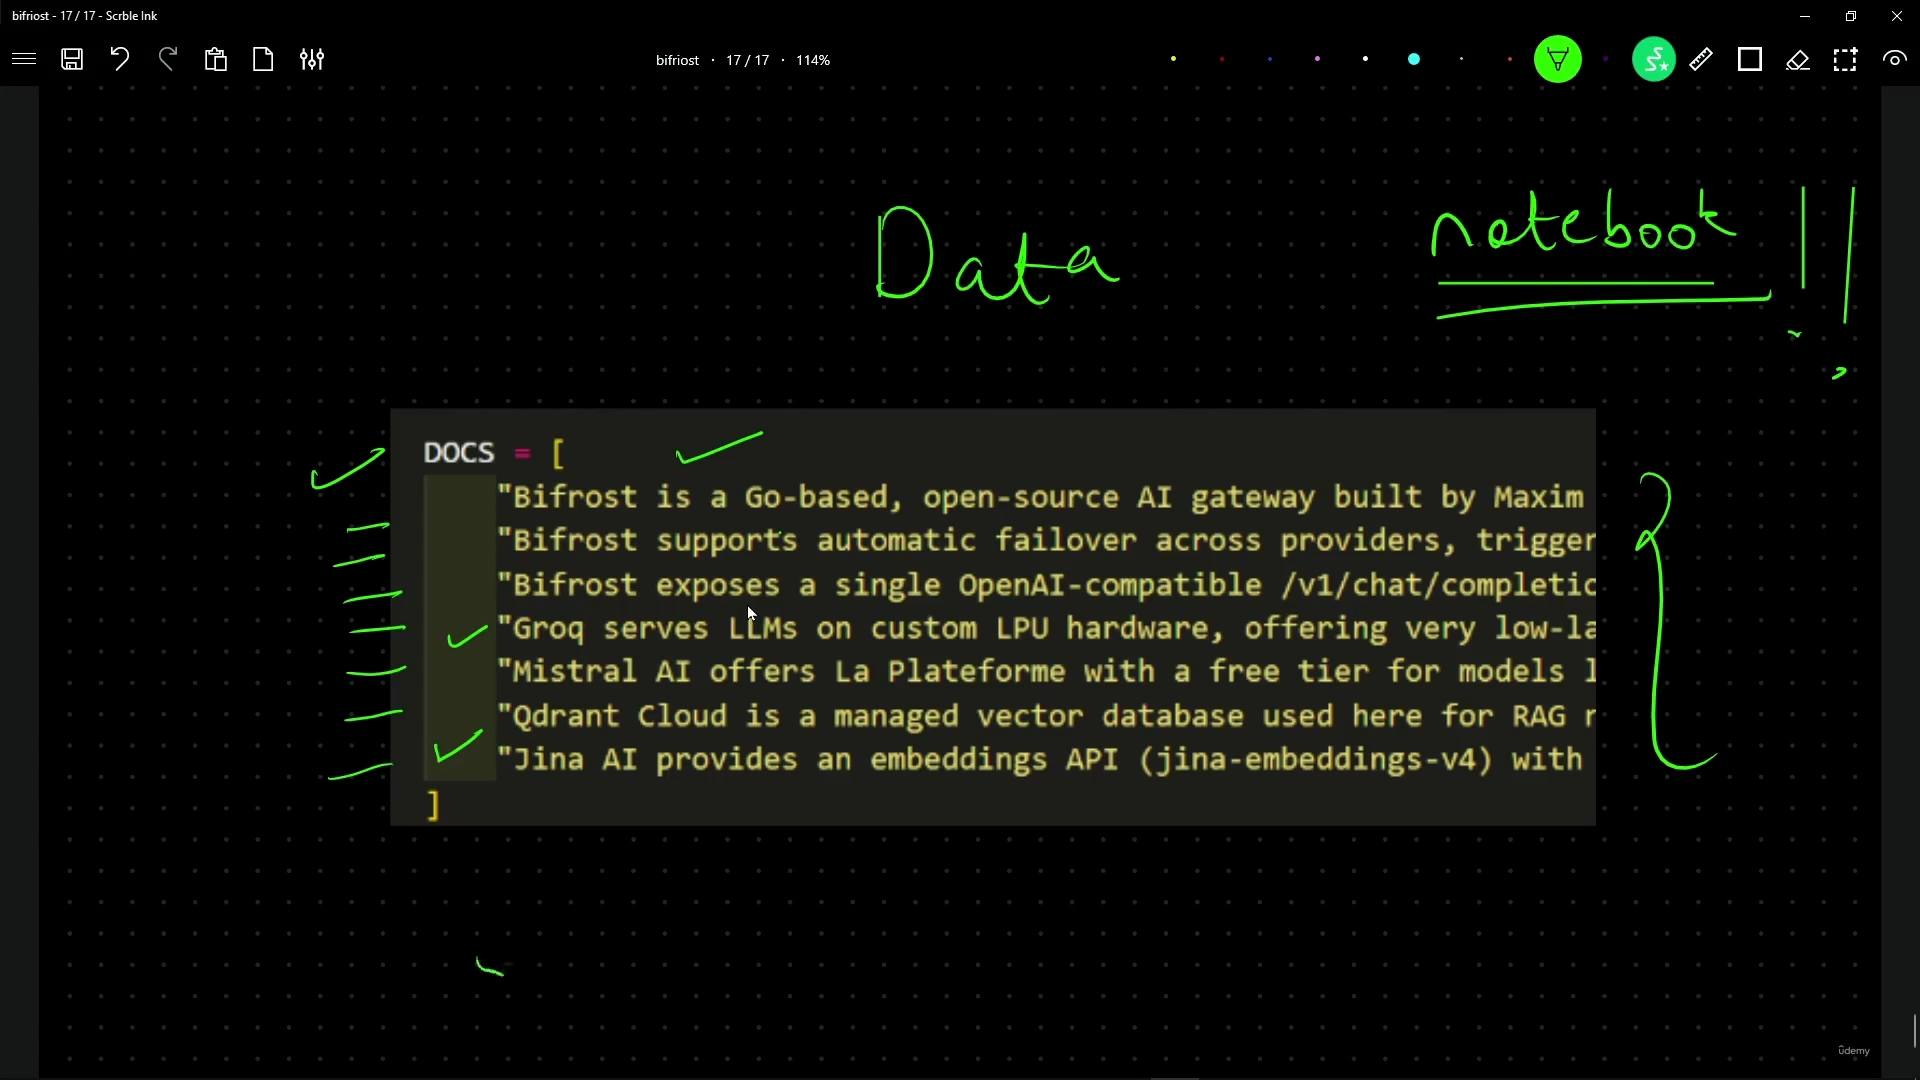 bifriost - 17 / 17 - Scrble Ink
bifriost · 17 / 17 · 114%
Data
notebook !!
DOCS = [
"Bifrost is a Go-based, open-source AI gateway built by Maxim
"Bifrost supports automatic failover across providers, trigger
"Bifrost exposes a single OpenAI-compatible /v1/chat/completic
"Groq serves LLMs on custom LPU hardware, offering very low-la
"Mistral AI offers La Plateforme with a free tier for models l
"Qdrant Cloud is a managed vector database used here for RAG r
"Jina AI provides an embeddings API (jina-embeddings-v4) with
]
udemy